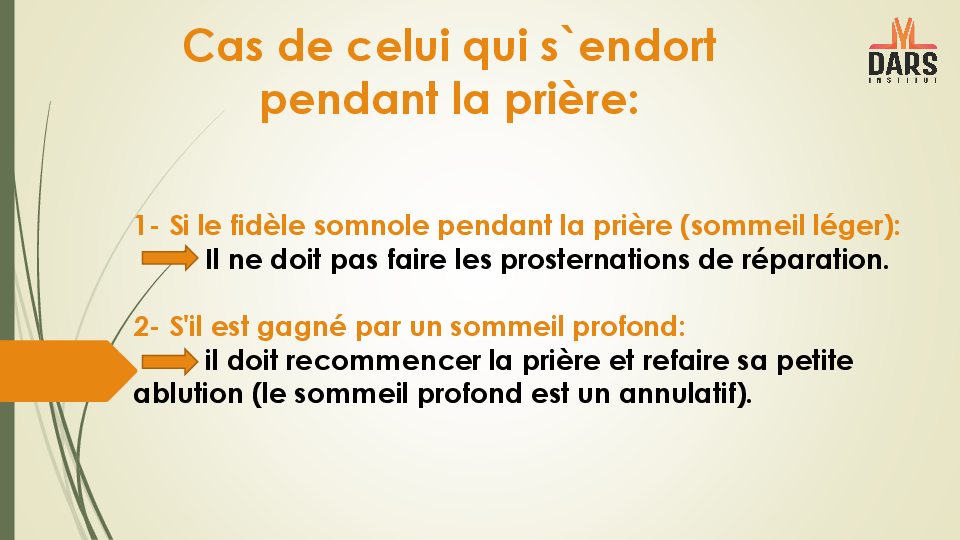 Cas de celui qui s`endort
pendant la prière:
DARS
INSTITUT
1- Si le fidèle somnole pendant la prière (sommeil léger):
Il ne doit pas faire les prosternations de réparation.
2- S'il est gagné par un sommeil profond:
il doit recommencer la prière et refaire sa petite
ablution (le sommeil profond est un annulatif).